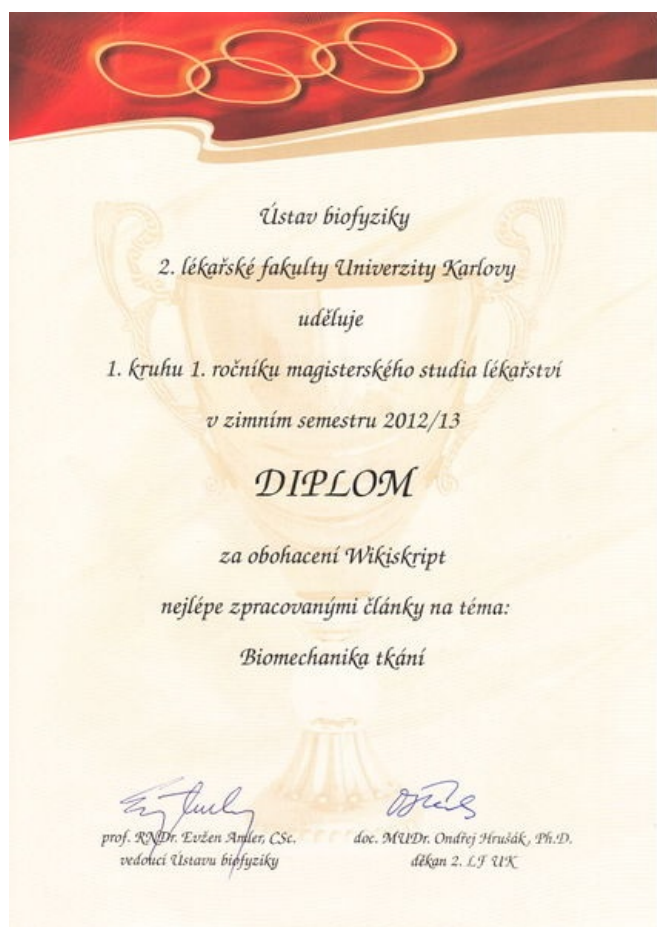 Ústav biofyziky
2. lékařské fakulty Univerzity Karlovy
uděluje
1. kruhu 1. ročníku magisterského studia lékařství
v zimním semestru 2012/13
DIPLOM
za obohacení Wikiskript
nejlépe zpracovanými články na téma:
Biomechanika tkání
prof. RNDr. Evžen Amler, CSc.
vedoucí Ústavu biofyziky
doc. MUDr. Ondřej Hrušák, Ph.D.
děkan 2. LF UK